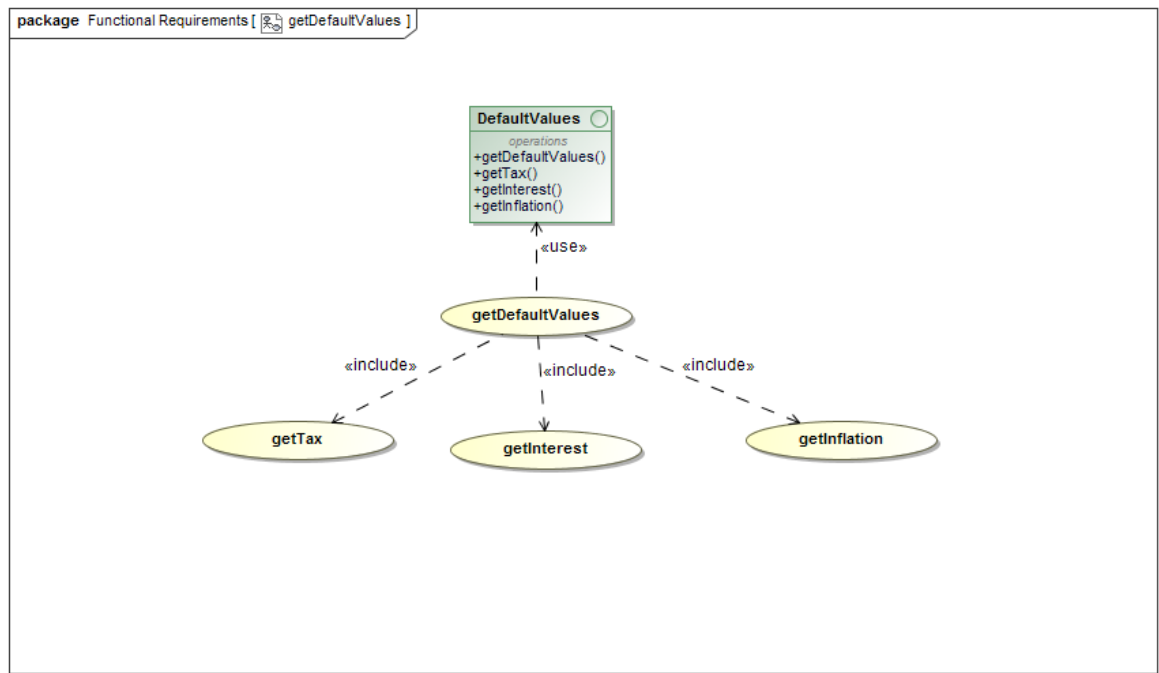 package Functional Requirements [ getDefaultValues ]
DefaultValues
operations
+getDefaultValues()
+getTax()
+getInterest()
+getInflation()
«use»
getDefaultValues
«include» «include» «include»
getTax getInterest getInflation